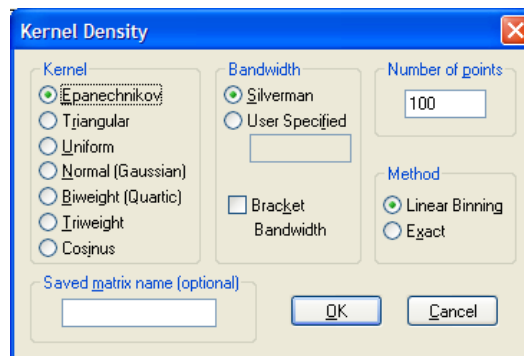 Kernel Density
Kernel
Epanechnikov
Triangular
Uniform
Normal (Gaussian)
Biweight (Quartic)
Triweight
Cosinus
Bandwidth
Silverman
User Specified
Bracket
Bandwidth
Number of points
100
Method
Linear Binning
Exact
Saved matrix name (optional)
OK
Cancel